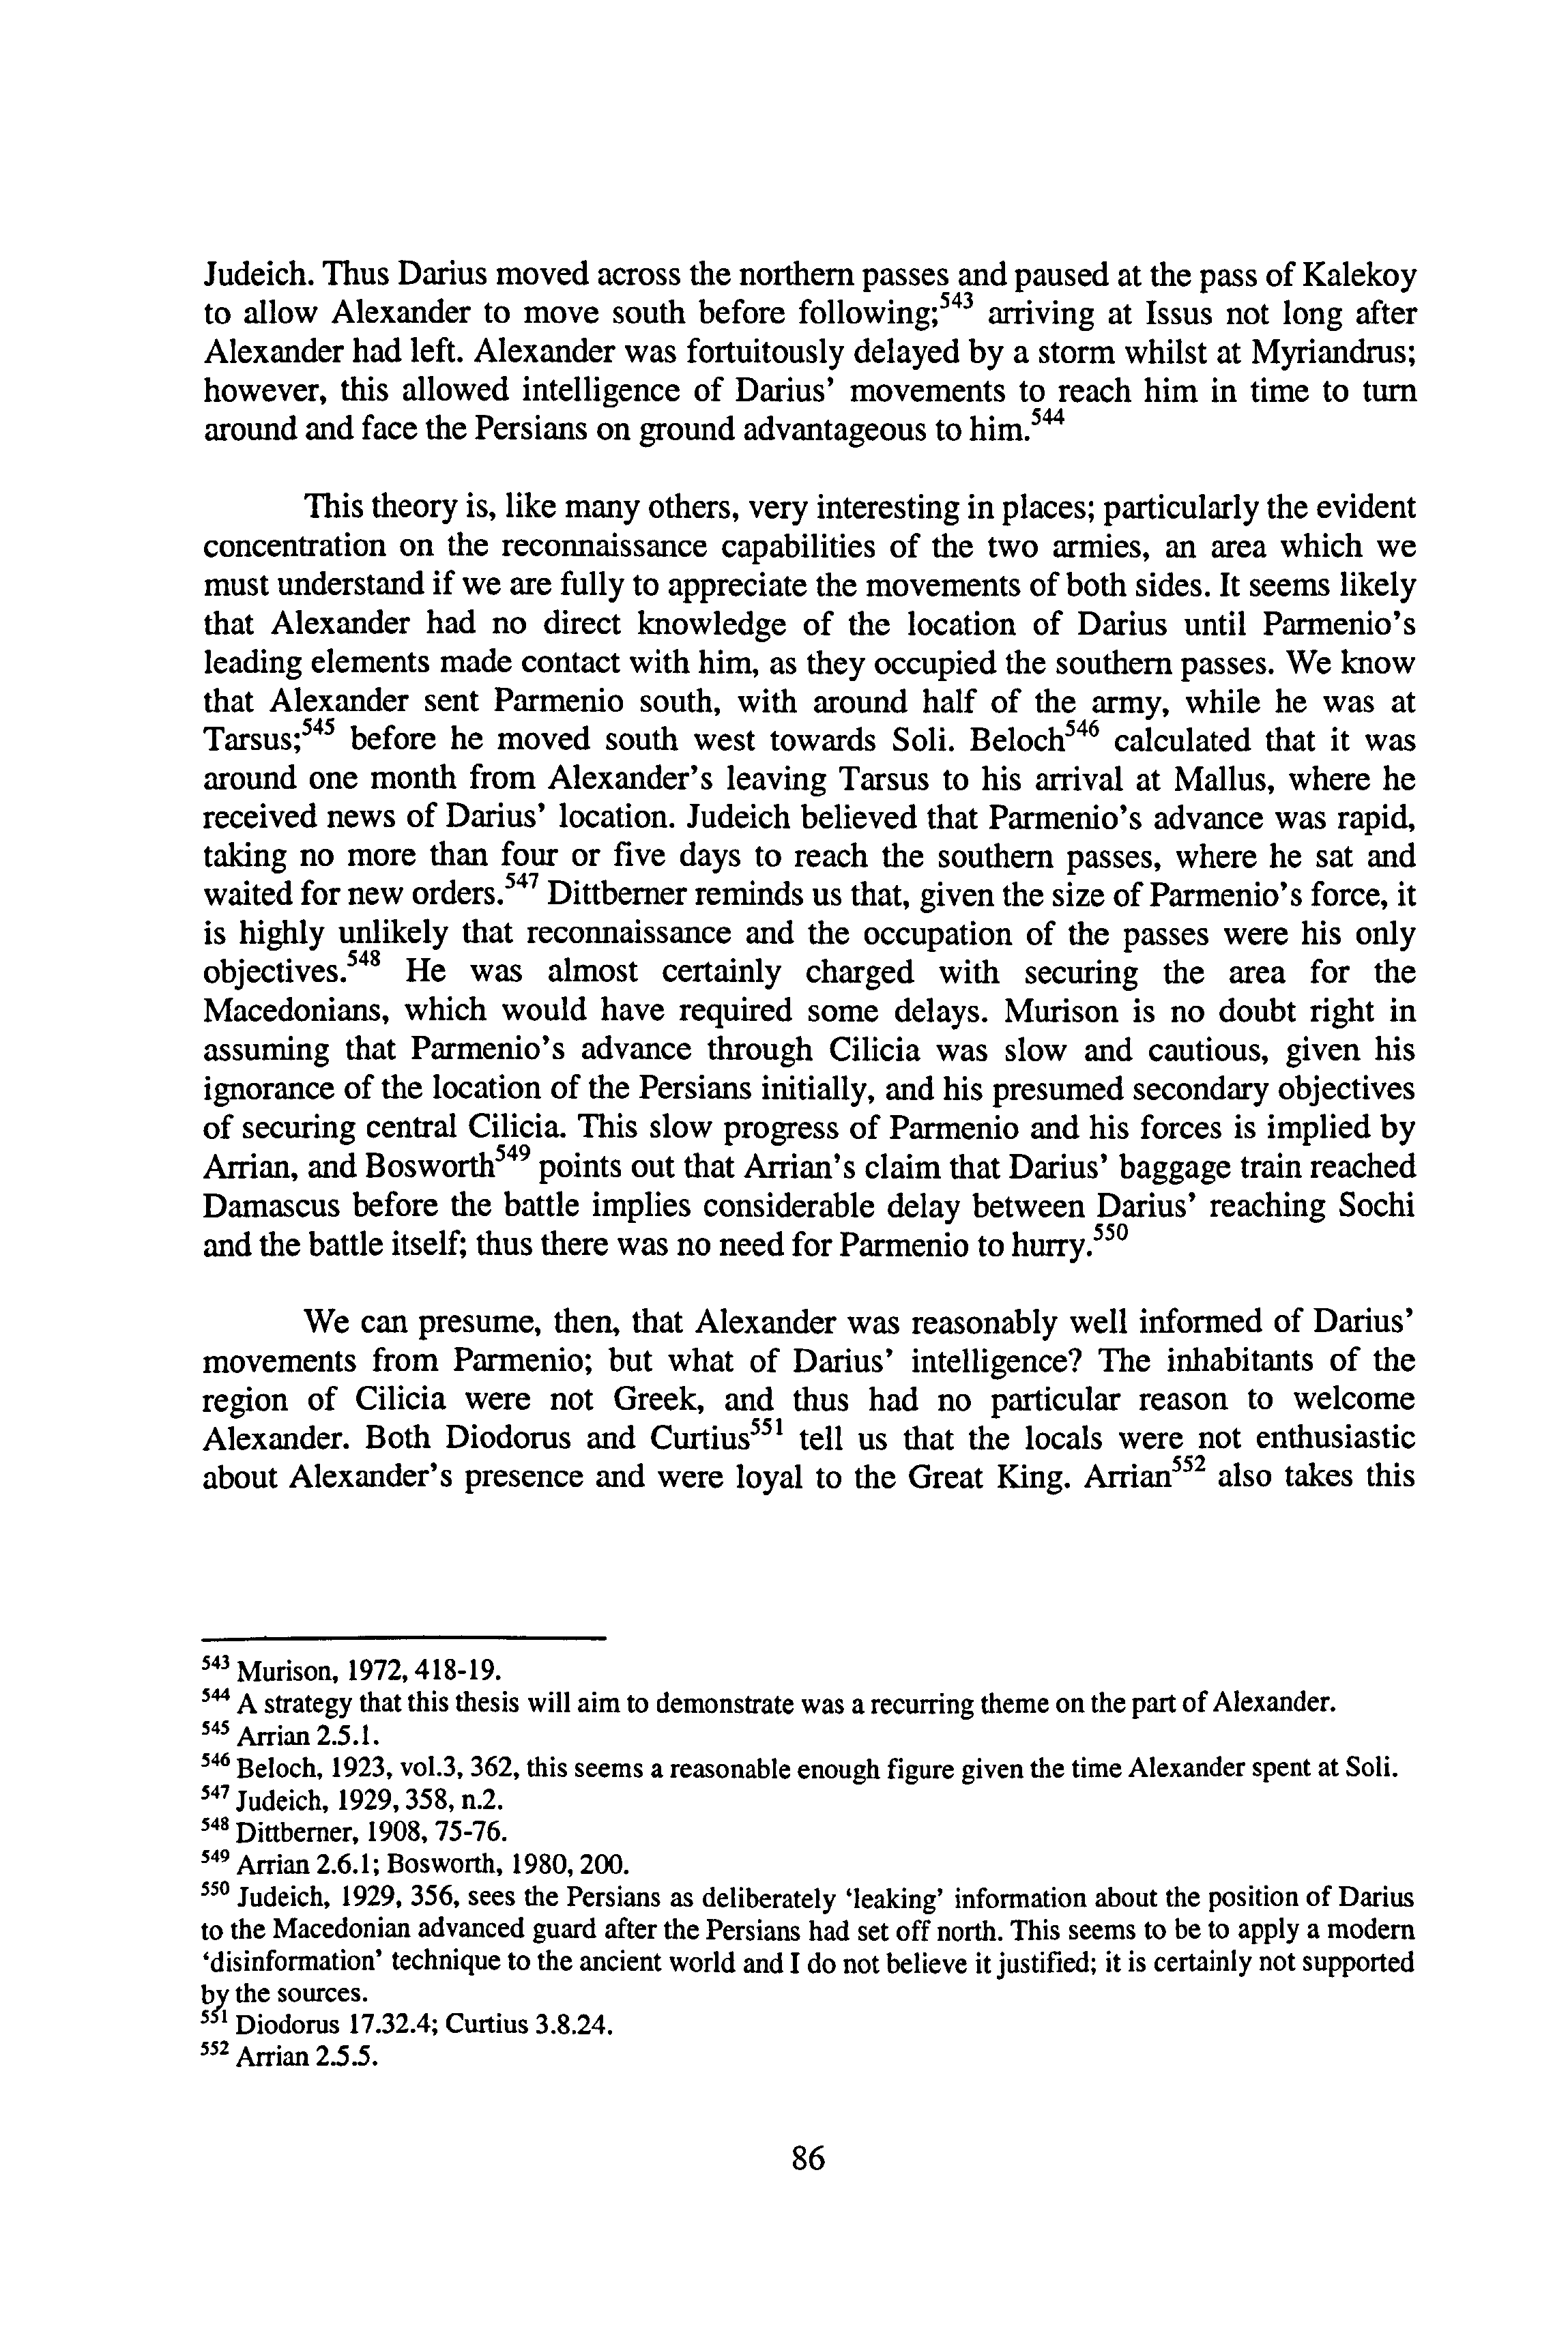 Judeich. Thus Darius moved across the northern passes and paused at the pass of Kalekoy
to allow Alexander to move south before following;543 arriving at Issus not long after
Alexander had left. Alexander was fortuitously delayed by a storm whilst at Myriandrus;
however, this allowed intelligence of Darius' movements to reach him in time to turn
around and face the Persians on ground advantageous to him.544
This theory is, like many others, very interesting in places; particularly the evident
concentration on the reconnaissance capabilities of the two armies, an area which we
must understand if we are fully to appreciate the movements of both sides. It seems likely
that Alexander had no direct knowledge of the location of Darius until Parmenio's
leading elements made contact with him, as they occupied the southern passes. We know
that Alexander sent Parmenio south, with around half of the army, while he was at
Tarsus;545 before he moved south west towards Soli. Beloch546 calculated that it was
around one month from Alexander's leaving Tarsus to his arrival at Mallus, where he
received news of Darius' location. Judeich believed that Parmenio's advance was rapid,
taking no more than four or five days to reach the southern passes, where he sat and
waited for new orders.547 Dittberner reminds us that, given the size of Parmenio's force, it
is highly unlikely that reconnaissance and the occupation of the passes were his only
objectives.548 He was almost certainly charged with securing the area for the
Macedonians, which would have required some delays. Murison is no doubt right in
assuming that Parmenio's advance through Cilicia was slow and cautious, given his
ignorance of the location of the Persians initially, and his presumed secondary objectives
of securing central Cilicia. This slow progress of Parmenio and his forces is implied by
Arrian, and Bosworth549 points out that Arrian's claim that Darius' baggage train reached
Damascus before the battle implies considerable delay between Darius' reaching Sochi
and the battle itself; thus there was no need for Parmenio to hurry.550
We can presume, then, that Alexander was reasonably well informed of Darius'
movements from Parmenio; but what of Darius' intelligence? The inhabitants of the
region of Cilicia were not Greek, and thus had no particular reason to welcome
Alexander. Both Diodorus and Curtius551 tell us that the locals were not enthusiastic
about Alexander's presence and were loyal to the Great King. Arrian552 also takes this
543 Murison, 1972, 418-19.
544 A strategy that this thesis will aim to demonstrate was a recurring theme on the part of Alexander.
545 Arrian 2.5.1.
546 Beloch, 1923, vol.3, 362, this seems a reasonable enough figure given the time Alexander spent at Soli.
547 Judeich, 1929, 358, n.2.
548 Dittberner, 1908, 75-76.
549 Arrian 2.6.1; Bosworth, 1980, 200.
550 Judeich, 1929, 356, sees the Persians as deliberately 'leaking' information about the position of Darius
to the Macedonian advanced guard after the Persians had set off north. This seems to be to apply a modern
'disinformation' technique to the ancient world and I do not believe it justified; it is certainly not supported
by the sources.
551 Diodorus 17.32.4; Curtius 3.8.24.
552 Arrian 2.5.5.
86